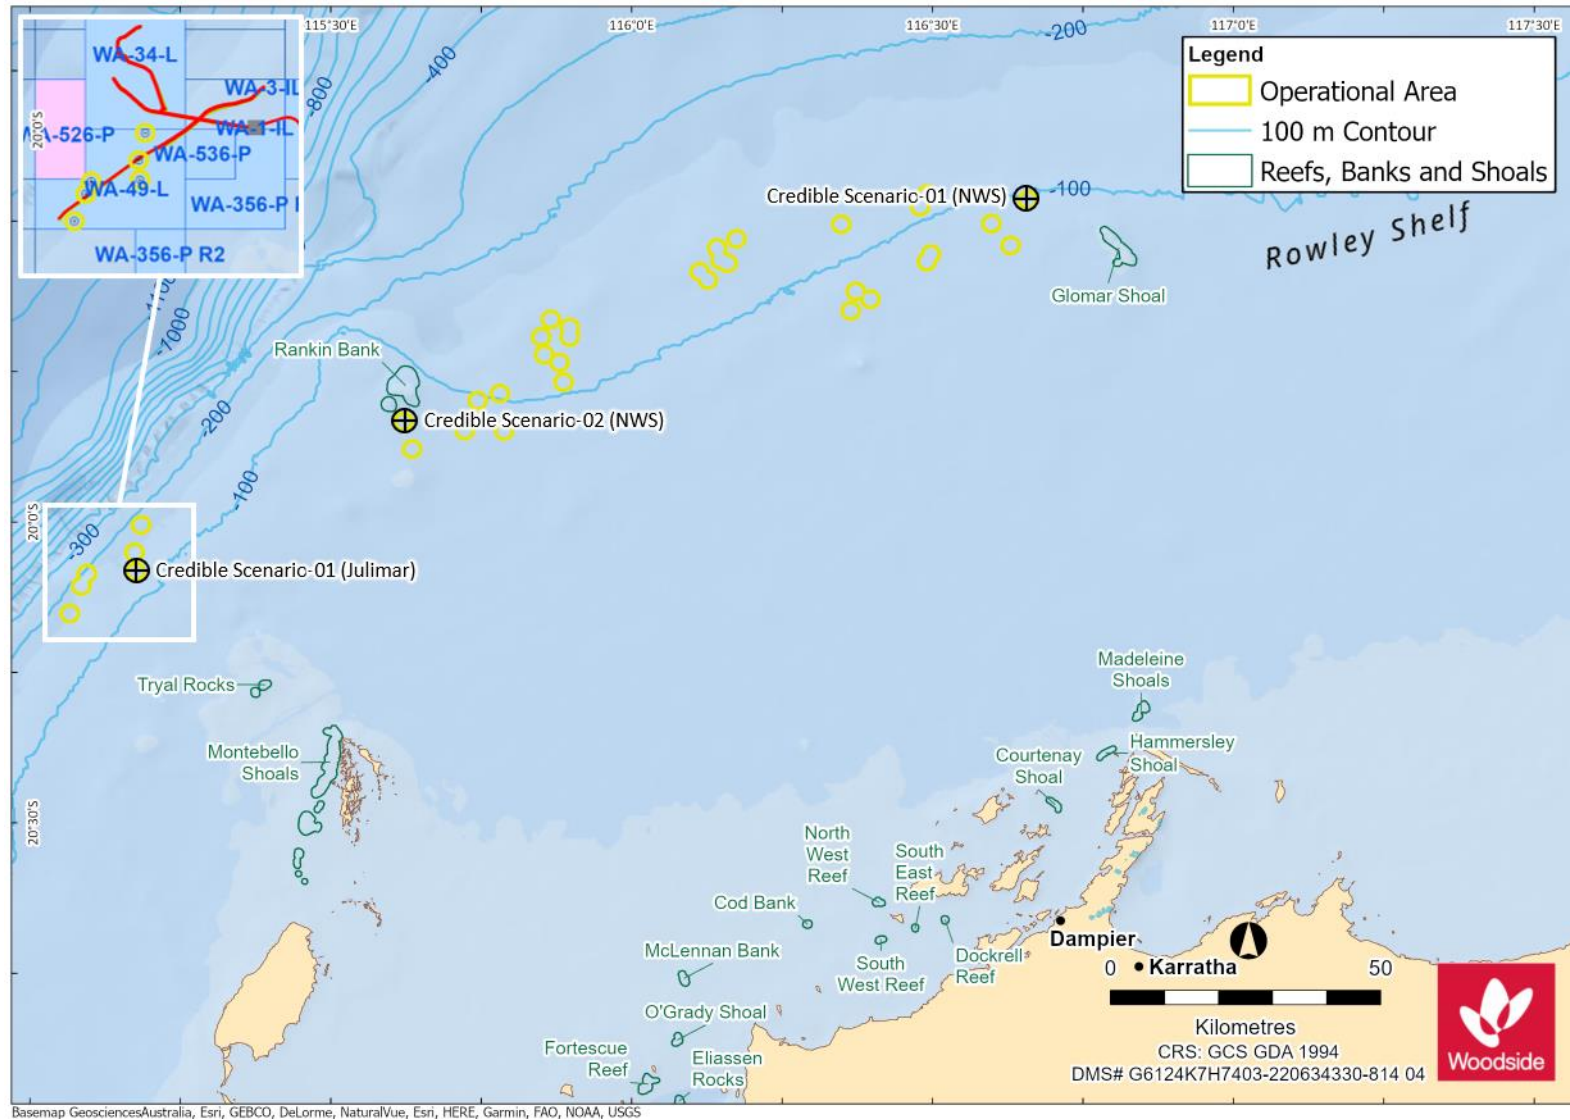 115°30'E
116°0'E
116°30'E
117°0'E
117°30'E
WA-34-L
WA-3-IL
WA-1-IL
WA-526-P
WA-536-P
WA-49-L
WA-356-P
WA-356-P R2
20°0'S
-200
-400
-800
-1000
-200
-100
-300
-100
Legend
Operational Area
100 m Contour
Reefs, Banks and Shoals
Credible Scenario-01 (NWS)
Rowley Shelf
Glomar Shoal
Rankin Bank
Credible Scenario-02 (NWS)
20°0'S
Credible Scenario-01 (Julimar)
Tryal Rocks
Montebello
Shoals
Madeleine
Shoals
Hammersley
Shoal
Courtenay
Shoal
20°30'S
North
West
Reef
South
East
Reef
Cod Bank
McLennan Bank
South
West Reef
Dockrell
Reef
Dampier
Karratha
O'Grady Shoal
Fortescue
Reef
Eliassen
Rocks
0
50
Kilometres
CRS: GCS GDA 1994
DMS# G6124K7H7403-220634330-814 04
Woodside
Basemap GeosciencesAustralia, Esri, GEBCO, DeLorme, NaturalVue, Esri, HERE, Garmin, FAO, NOAA, USGS